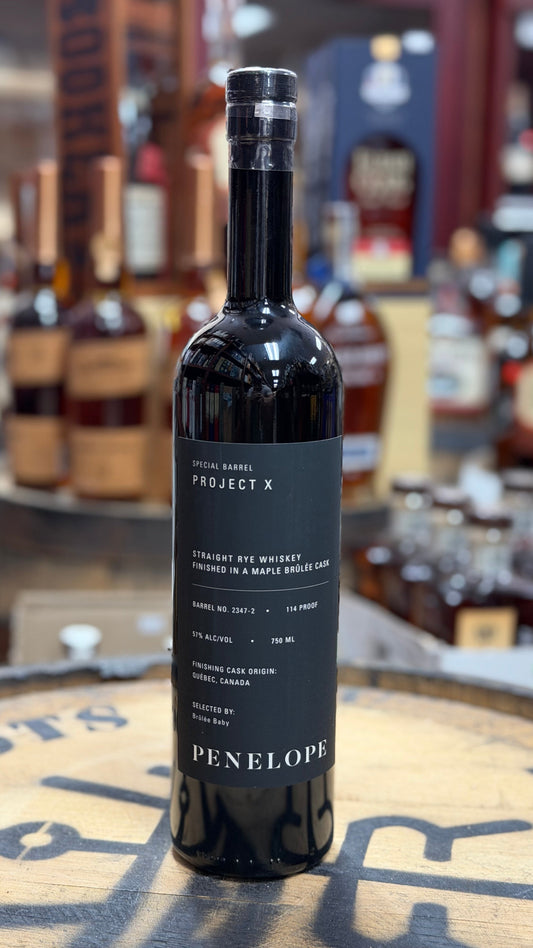 SPECIAL BARREL
PROJECT X
STRAIGHT RYE WHISKEY
FINISHED IN A MAPLE BRÛLÉE CASK
BARREL NO. 2347-2 • 114 PROOF
57% ALC/VOL • 750 ML
FINISHING CASK ORIGIN:
QUÉBEC, CANADA
SELECTED BY:
Brûlée Baby
PENELOPE